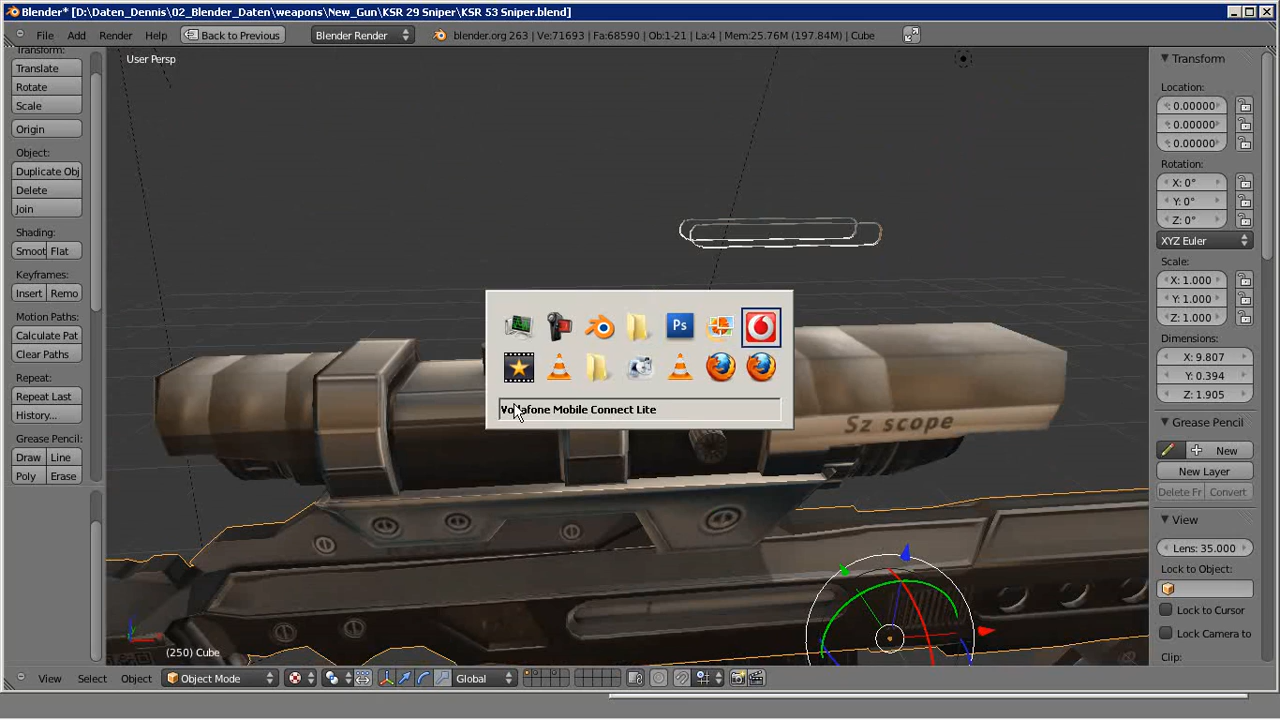 Blender* [D:\Daten_Dennis\02_Blender_Daten\weapons\New_Gun\KSR 29 Sniper\KSR 53 Sniper.blend]
File Add Render Help Back to Previous Blender Render blender.org 263 | Ve:71693 | Fa:68590 | Ob:1-21 | La:4 | Mem:25.76M (197.84M) | Cube
Transform:
Translate
Rotate
Scale
Origin
Object:
Duplicate Obj
Delete
Join
Shading:
Smoot Flat
Keyframes:
Insert Remo
Motion Paths:
Calculate Pat
Clear Paths
Repeat:
Repeat Last
History...
Grease Pencil:
Draw Line
Poly Erase
User Persp
Ps
Vodafone Mobile Connect Lite
Sz scope
(250) Cube
Transform
Location:
0.00000
0.00000
0.00000
Rotation:
X: 0°
Y: 0°
Z: 0°
XYZ Euler
Scale:
X: 1.000
Y: 1.000
Z: 1.000
Dimensions:
X: 9.807
Y: 0.394
Z: 1.905
Grease Pencil
New
New Layer
Delete Fr Convert
View
Lens: 35.000
Lock to Object:
Lock to Cursor
Lock Camera to
Clip:
View Select Object Object Mode Global